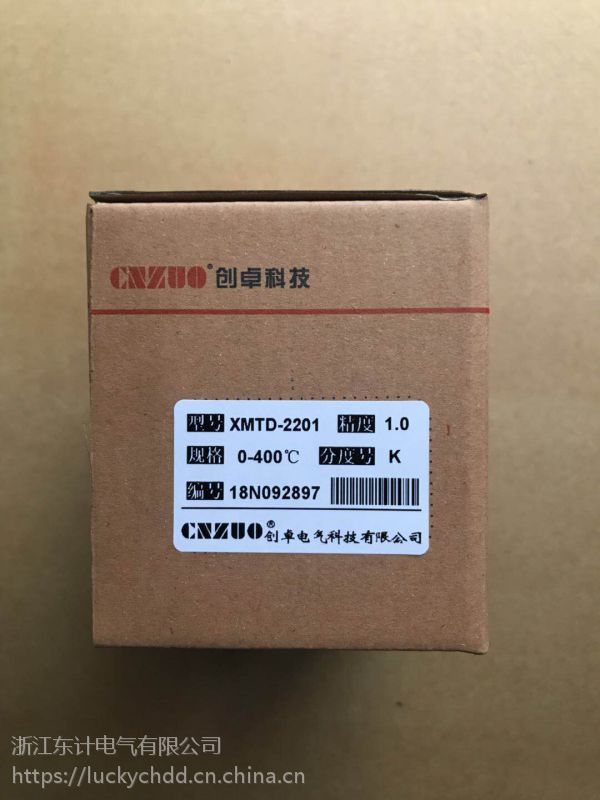 CNZUO® 创卓科技
型号 XMTD-2201 精度 1.0
规格 0-400℃ 分度号 K
编号 18N092897
CNZUO® 创卓电气科技有限公司
浙江东计电气有限公司
https://luckychdd.cn.china.cn